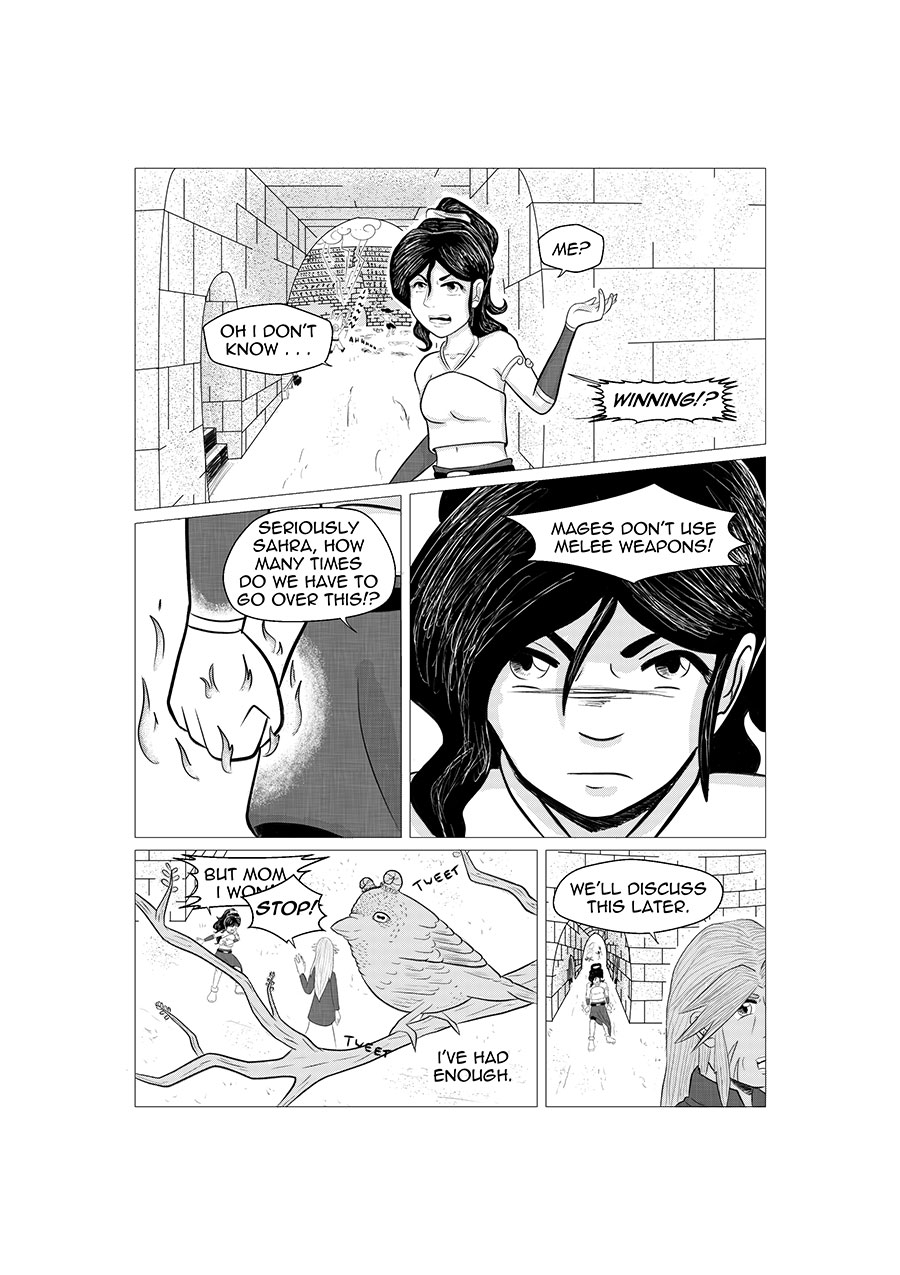 ME?
OH I DON'T
KNOW . . .
WINNING!?
SERIOUSLY
SAHRA, HOW
MANY TIMES
DO WE HAVE TO
GO OVER THIS!?
MAGES DON'T USE
MELEE WEAPONS!
BUT MOM
I WON
STOP!
TWEET
TWEET
I'VE HAD
ENOUGH.
WE'LL DISCUSS
THIS LATER.